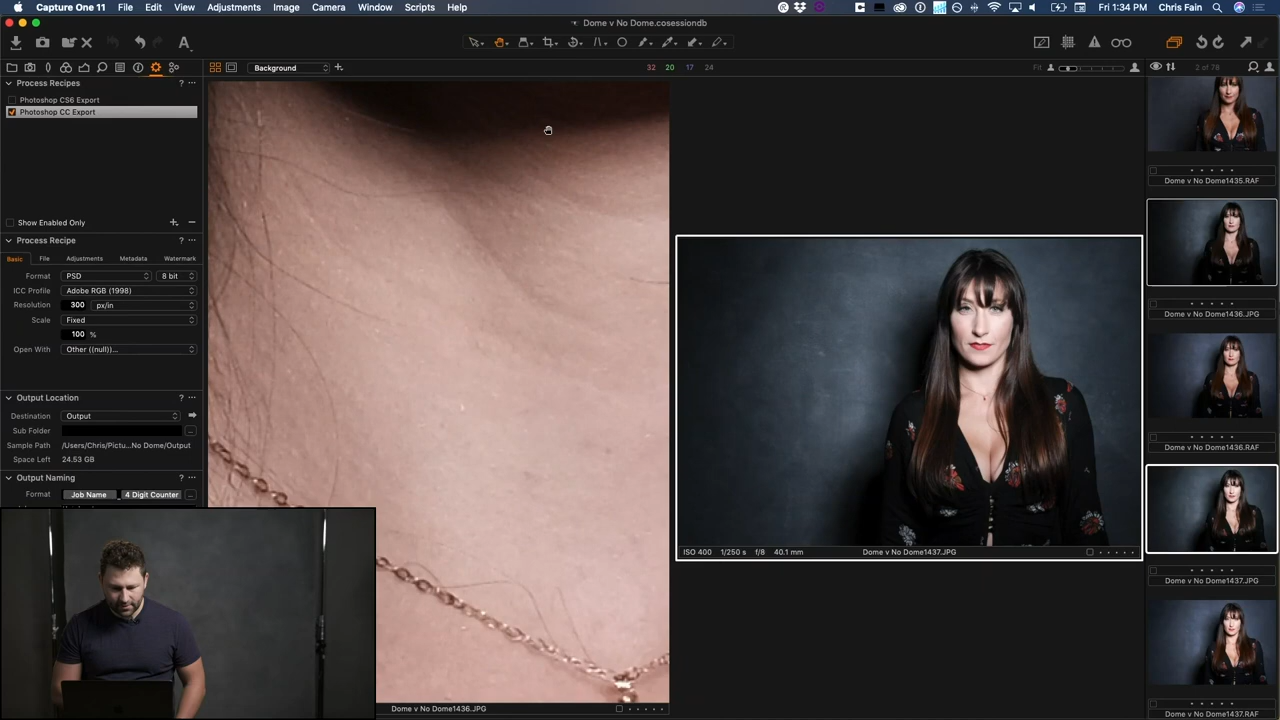 Capture One 11 File Edit View Adjustments Image Camera Window Scripts Help
Fri 1:34 PM Chris Fain
Dome v No Dome.cosessiondb
Background
32 20 17 24
Fit
2 of 78
Process Recipes ? ...
Photoshop CS6 Export
Photoshop CC Export
Show Enabled Only
Process Recipe ? ...
Basic File Adjustments Metadata Watermark
Format PSD 8 bit
ICC Profile Adobe RGB (1998)
Resolution 300 px/in
Scale Fixed
100 %
Open With Other ((null))...
Output Location ? ...
Destination Output
Sub Folder ...
Sample Path /Users/Chris/Pictu...No Dome/Output
Space Left 24.53 GB
Output Naming ? ...
Format Job Name 4 Digit Counter ...
Dome v No Dome1436.JPG
ISO 400 1/250 s f/8 40.1 mm Dome v No Dome1437.JPG
Dome v No Dome1435.RAF
Dome v No Dome1436.JPG
Dome v No Dome1436.RAF
Dome v No Dome1437.JPG
Dome v No Dome1437.RAF